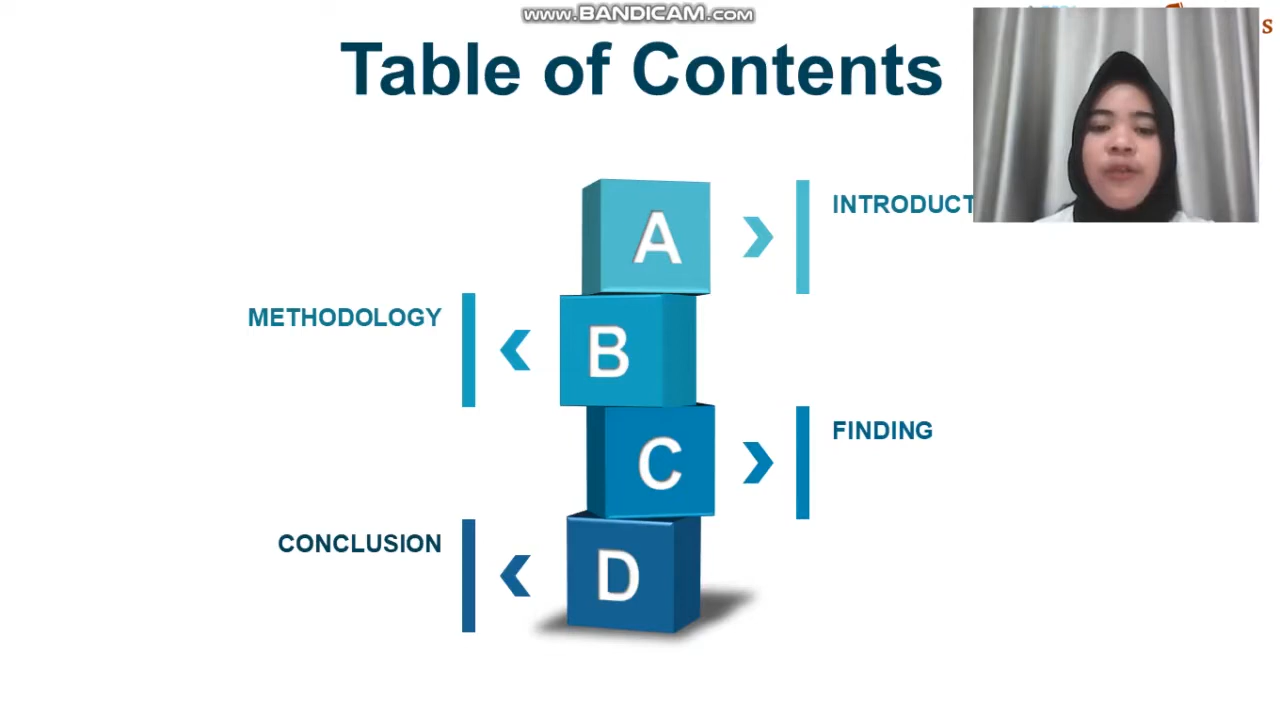 www.BANDICAM.com
Table of Contents
A
INTRODUCT
METHODOLOGY
B
C
FINDING
CONCLUSION
D